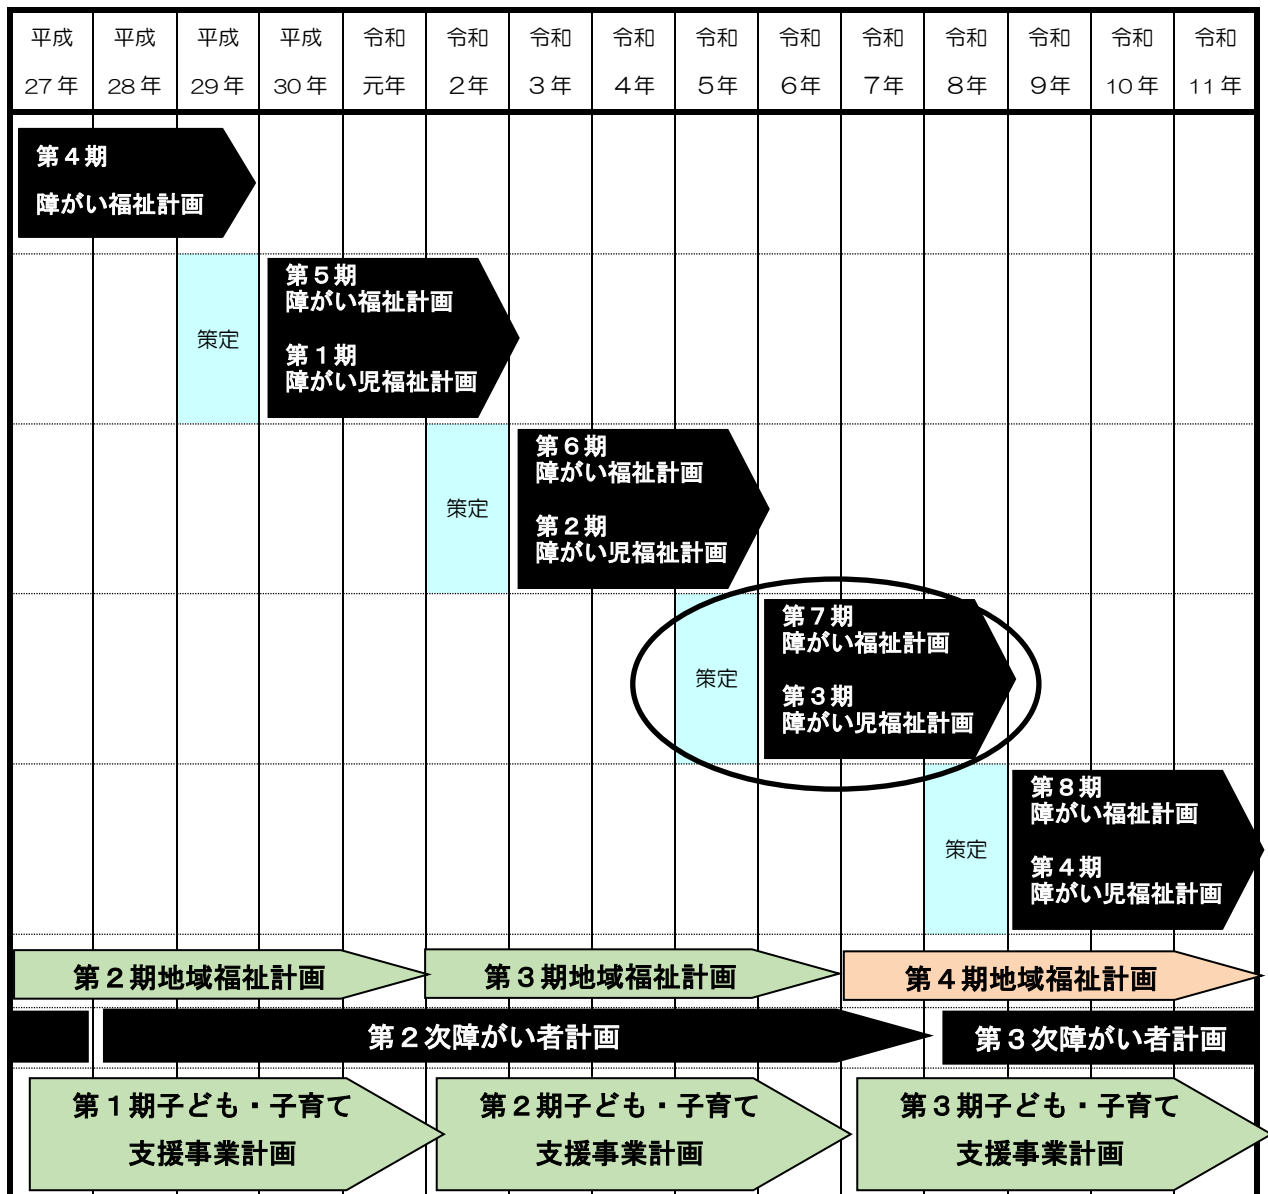 平成 平成 平成 平成 令和 令和 令和 令和 令和 令和 令和 令和 令和 令和 令和
27年 28年 29年 30年 元年 2年 3年 4年 5年 6年 7年 8年 9年 10年 11年
第4期
障がい福祉計画
策定
第5期
障がい福祉計画
第1期
障がい児福祉計画
策定
第6期
障がい福祉計画
第2期
障がい児福祉計画
策定
第7期
障がい福祉計画
第3期
障がい児福祉計画
策定
第8期
障がい福祉計画
第4期
障がい児福祉計画
第2期地域福祉計画 第3期地域福祉計画 第4期地域福祉計画
第2次障がい者計画 第3次障がい者計画
第1期子ども・子育て
支援事業計画
第2期子ども・子育て
支援事業計画
第3期子ども・子育て
支援事業計画